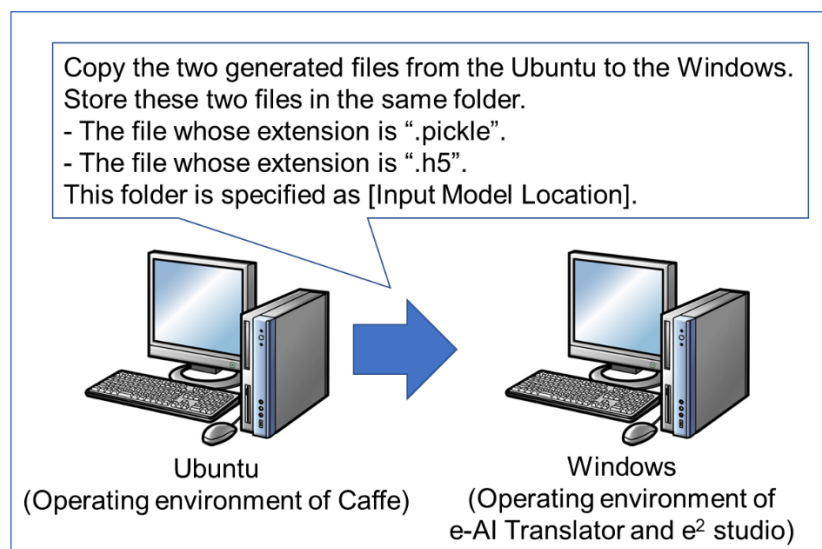 Copy the two generated files from the Ubuntu to the Windows.
Store these two files in the same folder.
- The file whose extension is “.pickle”.
- The file whose extension is “.h5”.
This folder is specified as [Input Model Location].
Ubuntu
(Operating environment of Caffe)
Windows
(Operating environment of
e-AI Translator and e² studio)